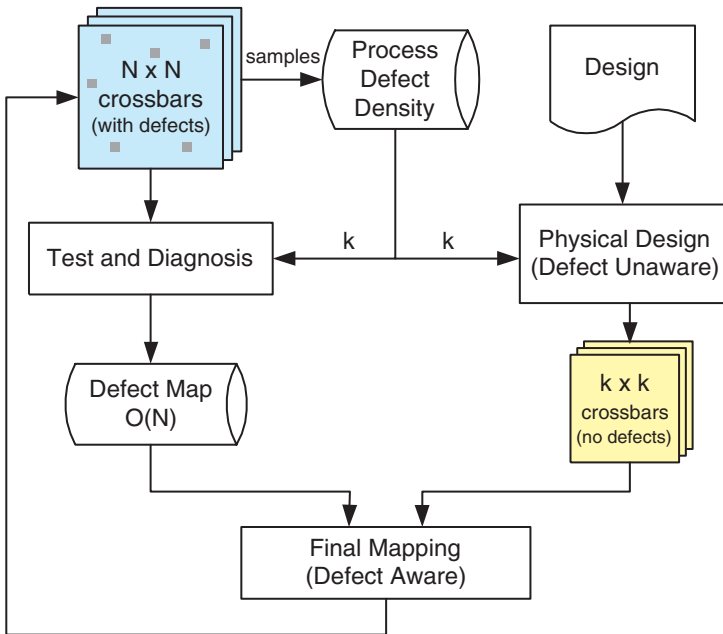 N x N
crossbars
(with defects)
samples
Process
Defect
Density
Design
Test and Diagnosis
k
k
Physical Design
(Defect Unaware)
Defect Map
O(N)
k x k
crossbars
(no defects)
Final Mapping
(Defect Aware)